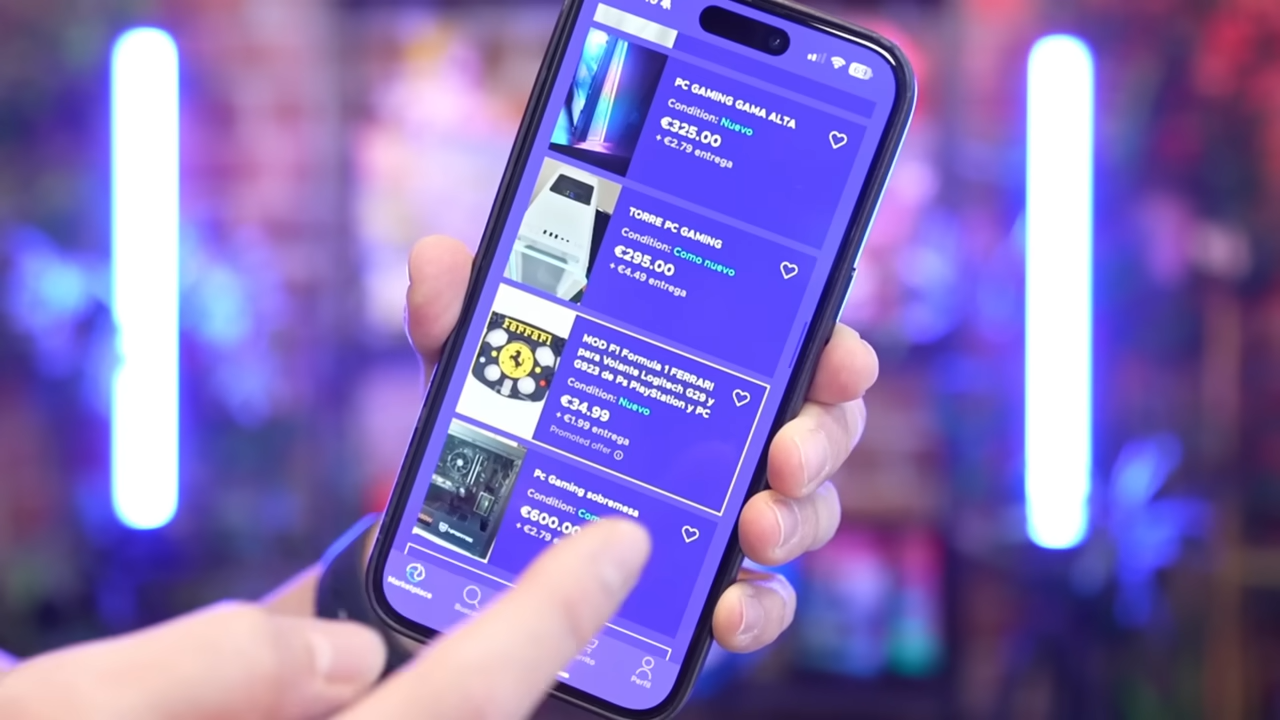 69
PC GAMING GAMA ALTA
Condition: Nuevo
€325.00
+ €2.79 entrega
TORRE PC GAMING
Condition: Como nuevo
€295.00
+ €4.49 entrega
FERRARI
MOD F1 Formula 1 FERRARI
para Volante Logitech G29 y
G923 de Ps PlayStation y PC
Condition: Nuevo
€34.99
+ €1.99 entrega
Promoted offer
Pc Gaming sobremesa
Condition:
€600.00
+ €2.79
Marketplace
Perfil